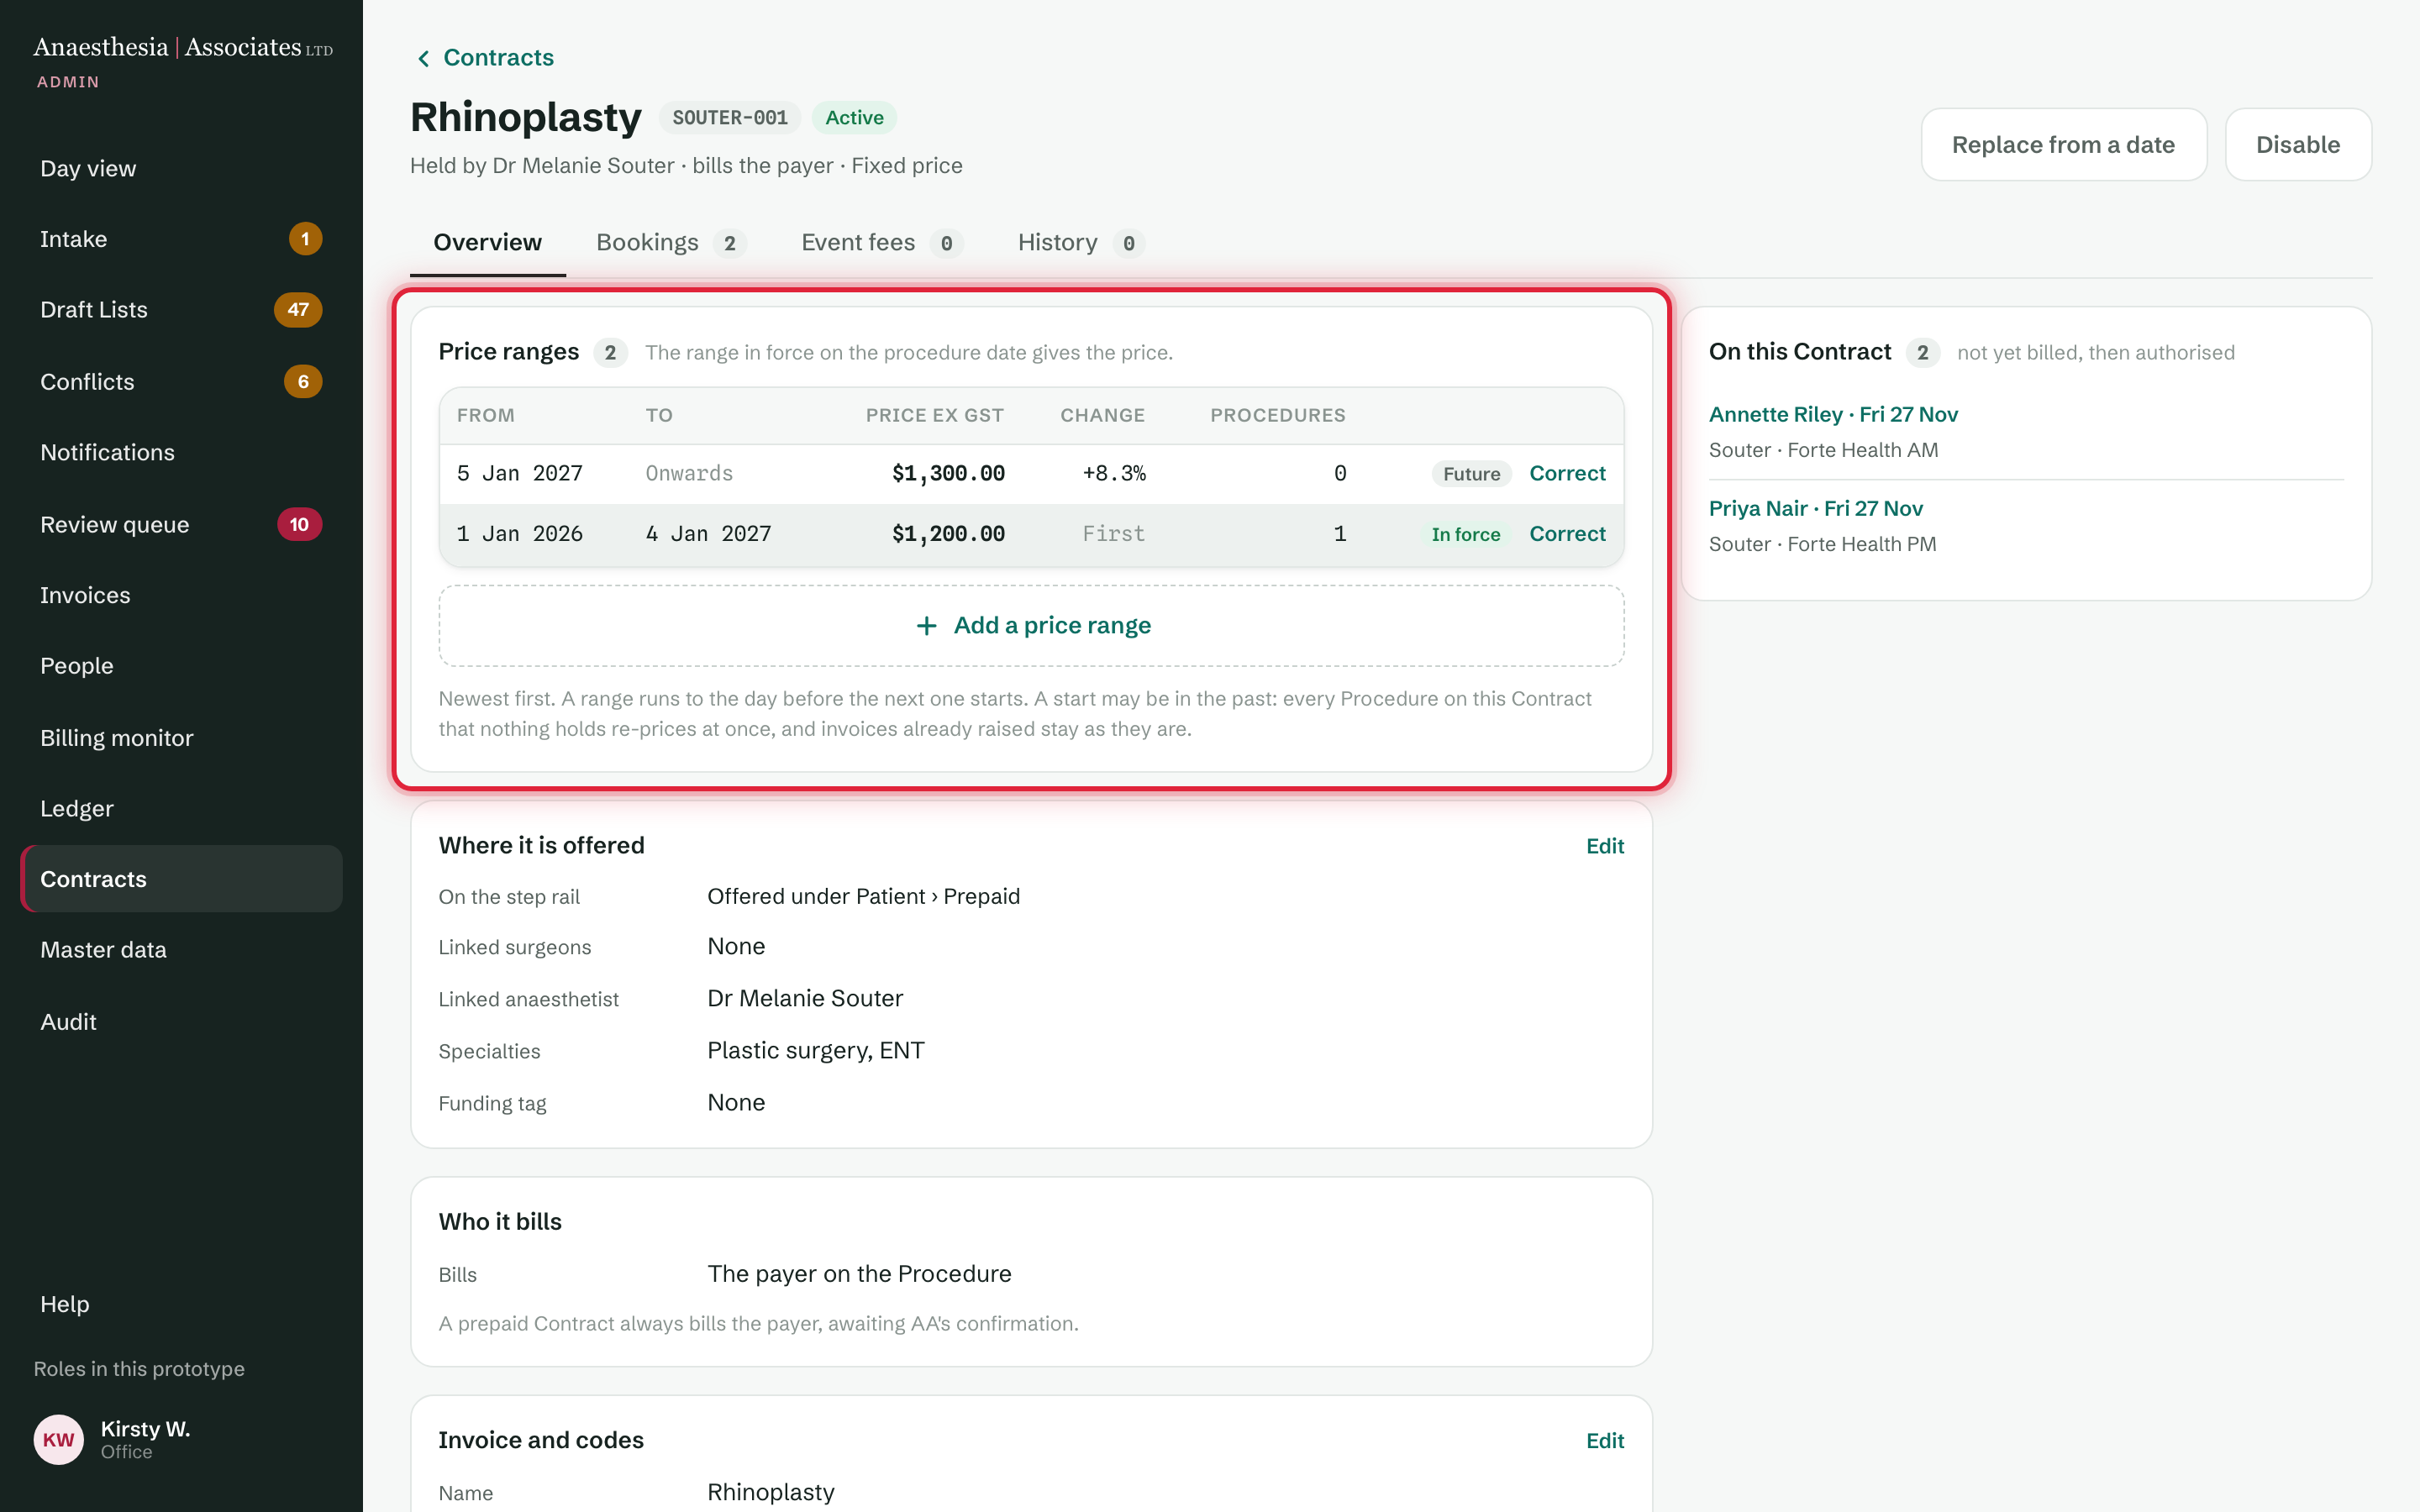 Anaesthesia | Associates LTD
ADMIN
Day view
Intake 1
Draft Lists 47
Conflicts 6
Notifications
Review queue 10
Invoices
People
Billing monitor
Ledger
Contracts
Master data
Audit
Help
Roles in this prototype
KW Kirsty W.
Office
Contracts
Rhinoplasty SOUTER-001 Active
Held by Dr Melanie Souter · bills the payer · Fixed price
Replace from a date Disable
Overview Bookings 2 Event fees 0 History 0
Price ranges 2 The range in force on the procedure date gives the price.
FROM TO PRICE EX GST CHANGE PROCEDURES
5 Jan 2027 Onwards $1,300.00 +8.3% 0 Future Correct
1 Jan 2026 4 Jan 2027 $1,200.00 First 1 In force Correct
+ Add a price range
Newest first. A range runs to the day before the next one starts. A start may be in the past: every Procedure on this Contract
that nothing holds re-prices at once, and invoices already raised stay as they are.
On this Contract 2 not yet billed, then authorised
Annette Riley · Fri 27 Nov
Souter · Forte Health AM
Priya Nair · Fri 27 Nov
Souter · Forte Health PM
Where it is offered Edit
On the step rail Offered under Patient › Prepaid
Linked surgeons None
Linked anaesthetist Dr Melanie Souter
Specialties Plastic surgery, ENT
Funding tag None
Who it bills
Bills The payer on the Procedure
A prepaid Contract always bills the payer, awaiting AA's confirmation.
Invoice and codes Edit
Name Rhinoplasty